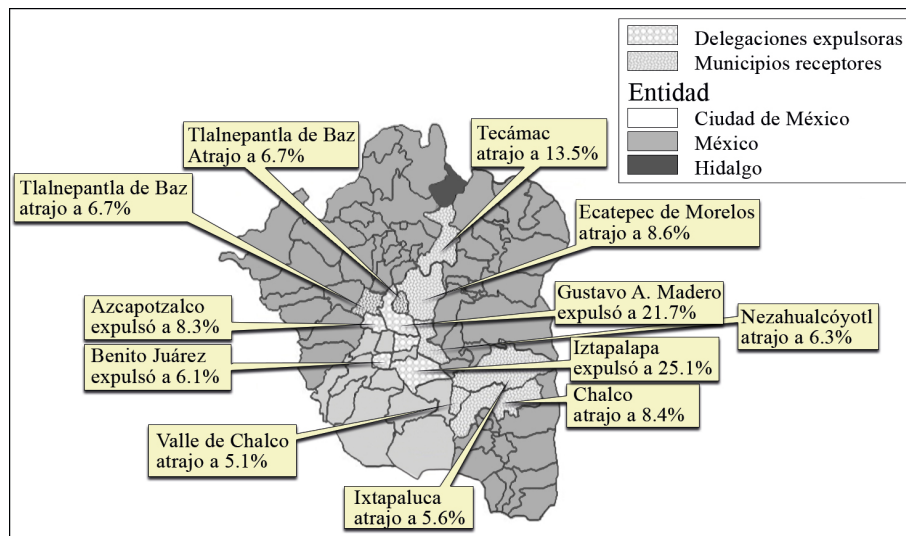 Delegaciones expulsoras
Municipios receptores
Entidad
Ciudad de México
México
Hidalgo
Tlalnepantla de Baz
Atrajo a 6.7%
Tecámac
atrajo a 13.5%
Tlalnepantla de Baz
atrajo a 6.7%
Ecatepec de Morelos
atrajo a 8.6%
Azcapotzalco
expulsó a 8.3%
Gustavo A. Madero
expulsó a 21.7%
Nezahualcóyotl
atrajo a 6.3%
Benito Juárez
expulsó a 6.1%
Iztapalapa
expulsó a 25.1%
Chalco
atrajo a 8.4%
Valle de Chalco
atrajo a 5.1%
Ixtapaluca
atrajo a 5.6%